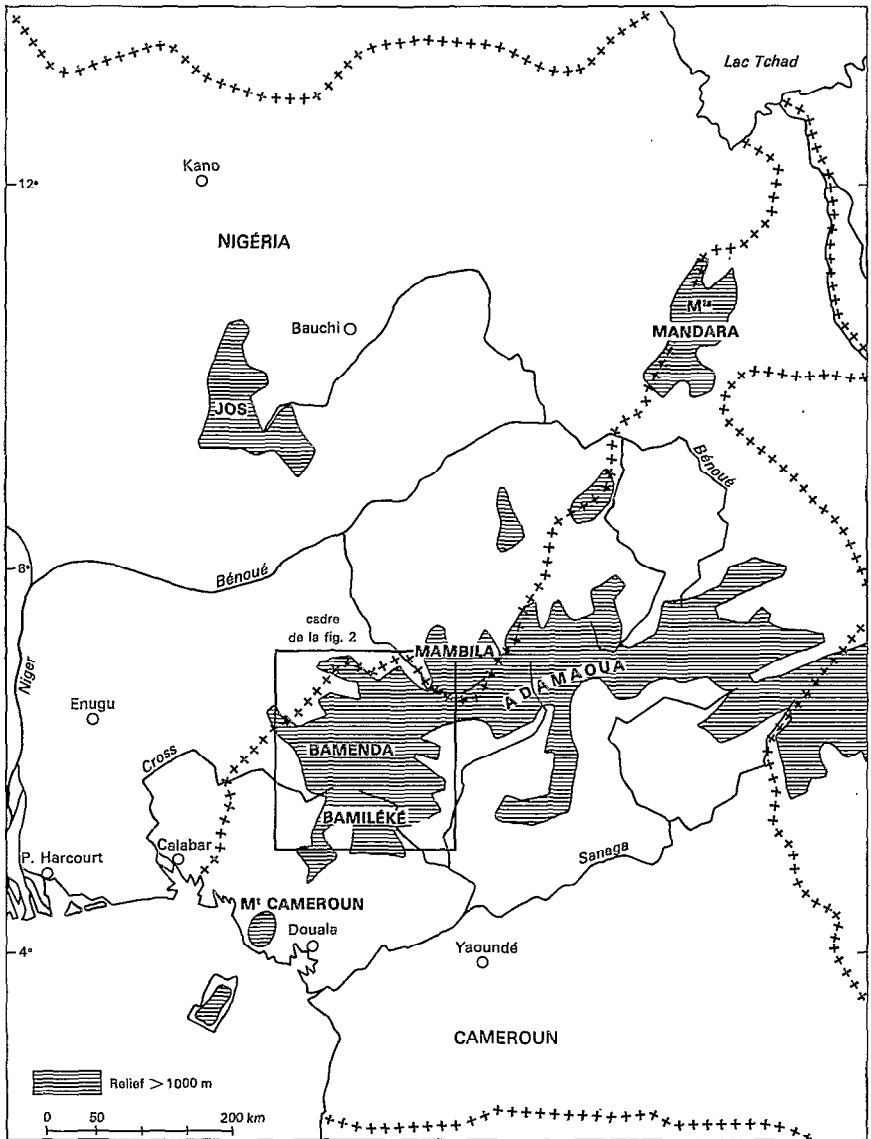 Lac Tchad
Kano
12°
NIGÉRIA
Mts
MANDARA
Bauchi
JOS
Bénoué
8°
Bénoué
cadre
de la fig. 2
MAMBILA
ADAMAOUA
Niger
Enugu
BAMENDA
Cross
BAMILÉKÉ
Calabar
Sanaga
P. Harcourt
Mt CAMEROUN
Douala
Yaoundé
4°
CAMEROUN
Relief > 1000 m
0 50 200 km